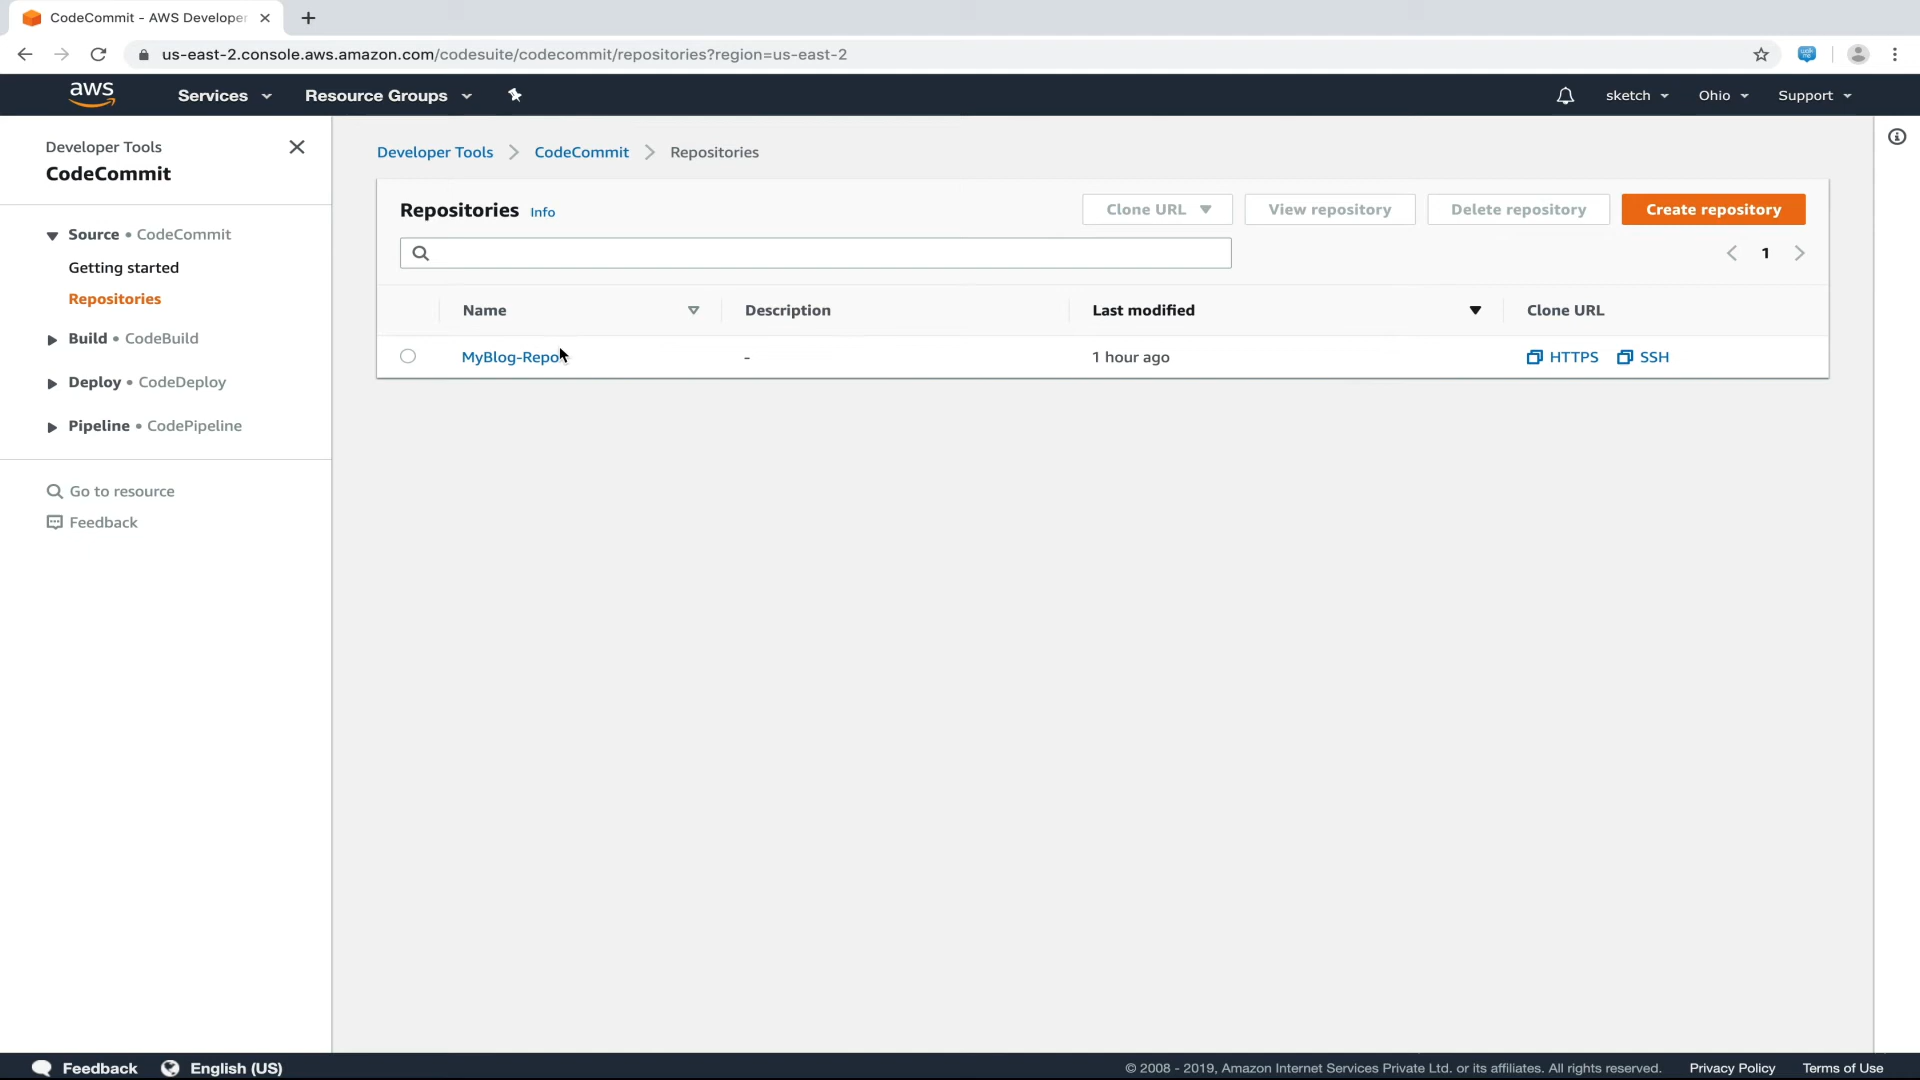 CodeCommit - AWS Developer
us-east-2.console.aws.amazon.com/codesuite/codecommit/repositories?region=us-east-2
aws
Services
Resource Groups
sketch
Ohio
Support
Developer Tools
CodeCommit
Source • CodeCommit
Getting started
Repositories
Build • CodeBuild
Deploy • CodeDeploy
Pipeline • CodePipeline
Go to resource
Feedback
Developer Tools > CodeCommit > Repositories
Repositories Info
Clone URL
View repository
Delete repository
Create repository
1
Name
Description
Last modified
Clone URL
MyBlog-Repo
-
1 hour ago
HTTPS
SSH
Feedback
English (US)
© 2008 - 2019, Amazon Internet Services Private Ltd. or its affiliates. All rights reserved.
Privacy Policy
Terms of Use